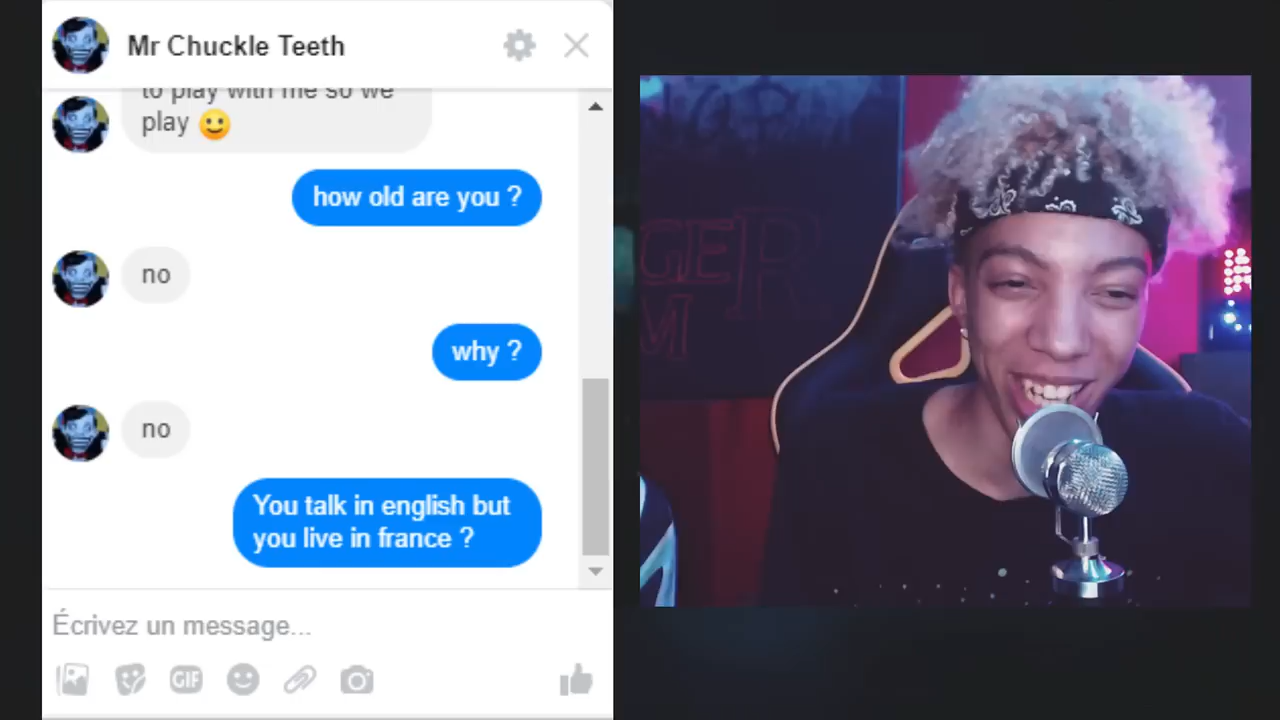 Mr Chuckle Teeth
to play with me so we
play 🙂
how old are you ?
no
why ?
no
You talk in english but
you live in france ?
Écrivez un message...
GIF